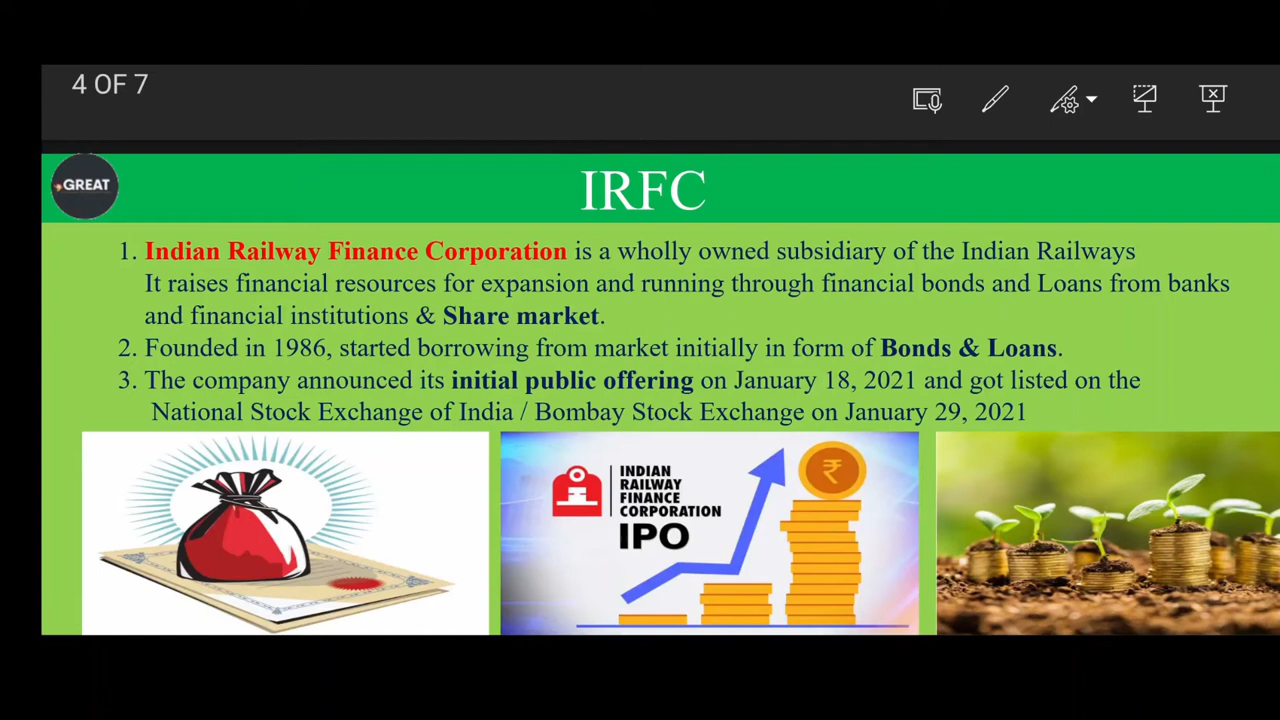 4 OF 7
GREAT
IRFC
1. Indian Railway Finance Corporation is a wholly owned subsidiary of the Indian Railways
It raises financial resources for expansion and running through financial bonds and Loans from banks
and financial institutions & Share market.
2. Founded in 1986, started borrowing from market initially in form of Bonds & Loans.
3. The company announced its initial public offering on January 18, 2021 and got listed on the
National Stock Exchange of India / Bombay Stock Exchange on January 29, 2021
INDIAN
RAILWAY
FINANCE
CORPORATION
IPO
₹